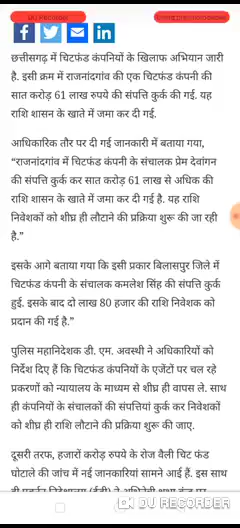 छत्तीसगढ़ में चिटफंड कंपनियों के खिलाफ अभियान जारी
है. इसी क्रम में राजनांदगांव की एक चिटफंड कंपनी की
सात करोड़ 61 लाख रुपये की संपत्ति कुर्क की गई. यह
राशि शासन के खाते में जमा कर दी गई.
आधिकारिक तौर पर दी गई जानकारी में बताया गया,
“राजनांदगांव में चिटफंड कंपनी के संचालक प्रेम देवांगन
की संपत्ति कुर्क कर सात करोड़ 61 लाख से अधिक की
राशि शासन के खाते में जमा कर दी गई है. यह राशि
निवेशकों को शीघ्र ही लौटाने की प्रक्रिया शुरू की जा रही
है.”
इसके आगे बताया गया कि इसी प्रकार बिलासपुर जिले में
चिटफंड कंपनी के संचालक कमलेश सिंह की संपत्ति कुर्क
हुई. इसके बाद दो लाख 80 हजार की राशि निवेशक को
प्रदान की गई है.”
पुलिस महानिदेशक डी. एम. अवस्थी ने अधिकारियों को
निर्देश दिए हैं कि चिटफंड कंपनियों के एजेंटों पर चल रहे
प्रकरणों को न्यायालय के माध्यम से शीघ्र ही वापस ले. साथ
ही कंपनियों के संचालकों की संपत्तियां कुर्क कर निवेशकों
को शीघ्र ही राशि लौटाने की प्रक्रिया शुरू की जाए.
DU RECORDER
दूसरी तरफ, हजारों करोड़ रुपये के रोज वैली चिट फंड
घोटाले की जांच में नई जानकारियां सामने आई हैं. इस साथ